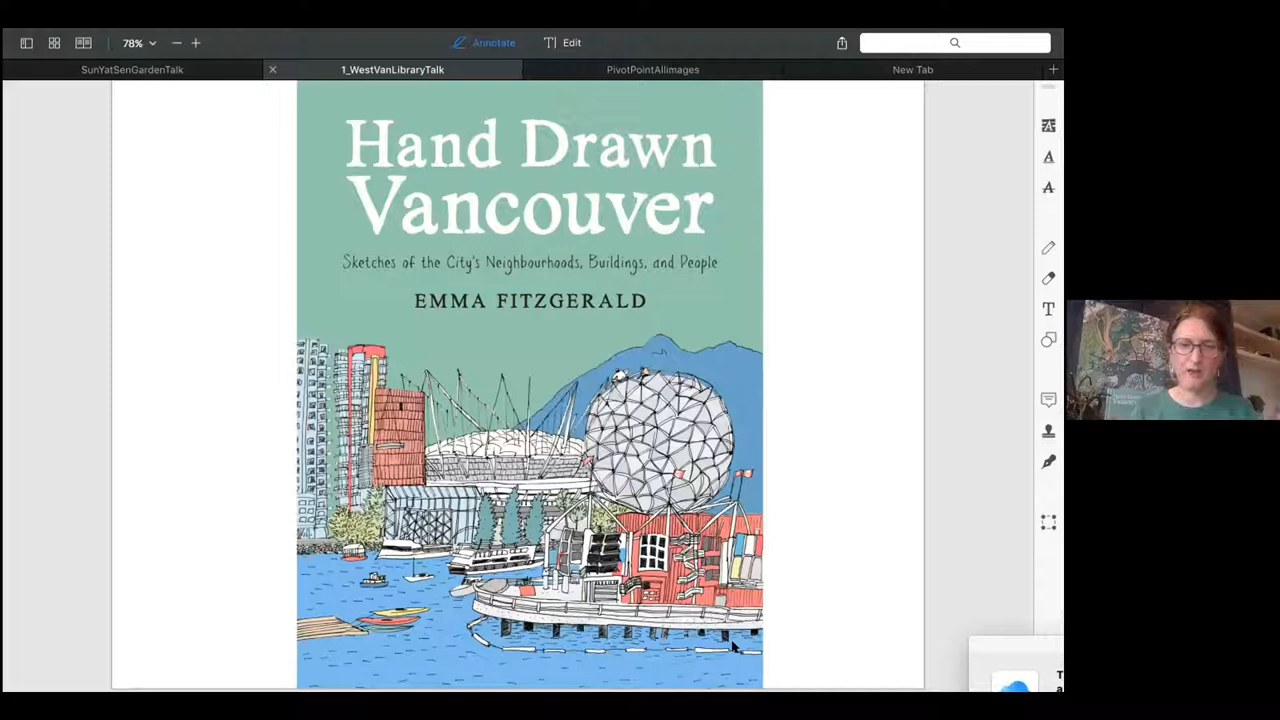 78%
Annotate
Edit
SunYatSenGardenTalk
1_WestVanLibraryTalk
PivotPointAllimages
New Tab
Hand Drawn
Vancouver
Sketches of the City's Neighbourhoods, Buildings, and People
EMMA FITZGERALD